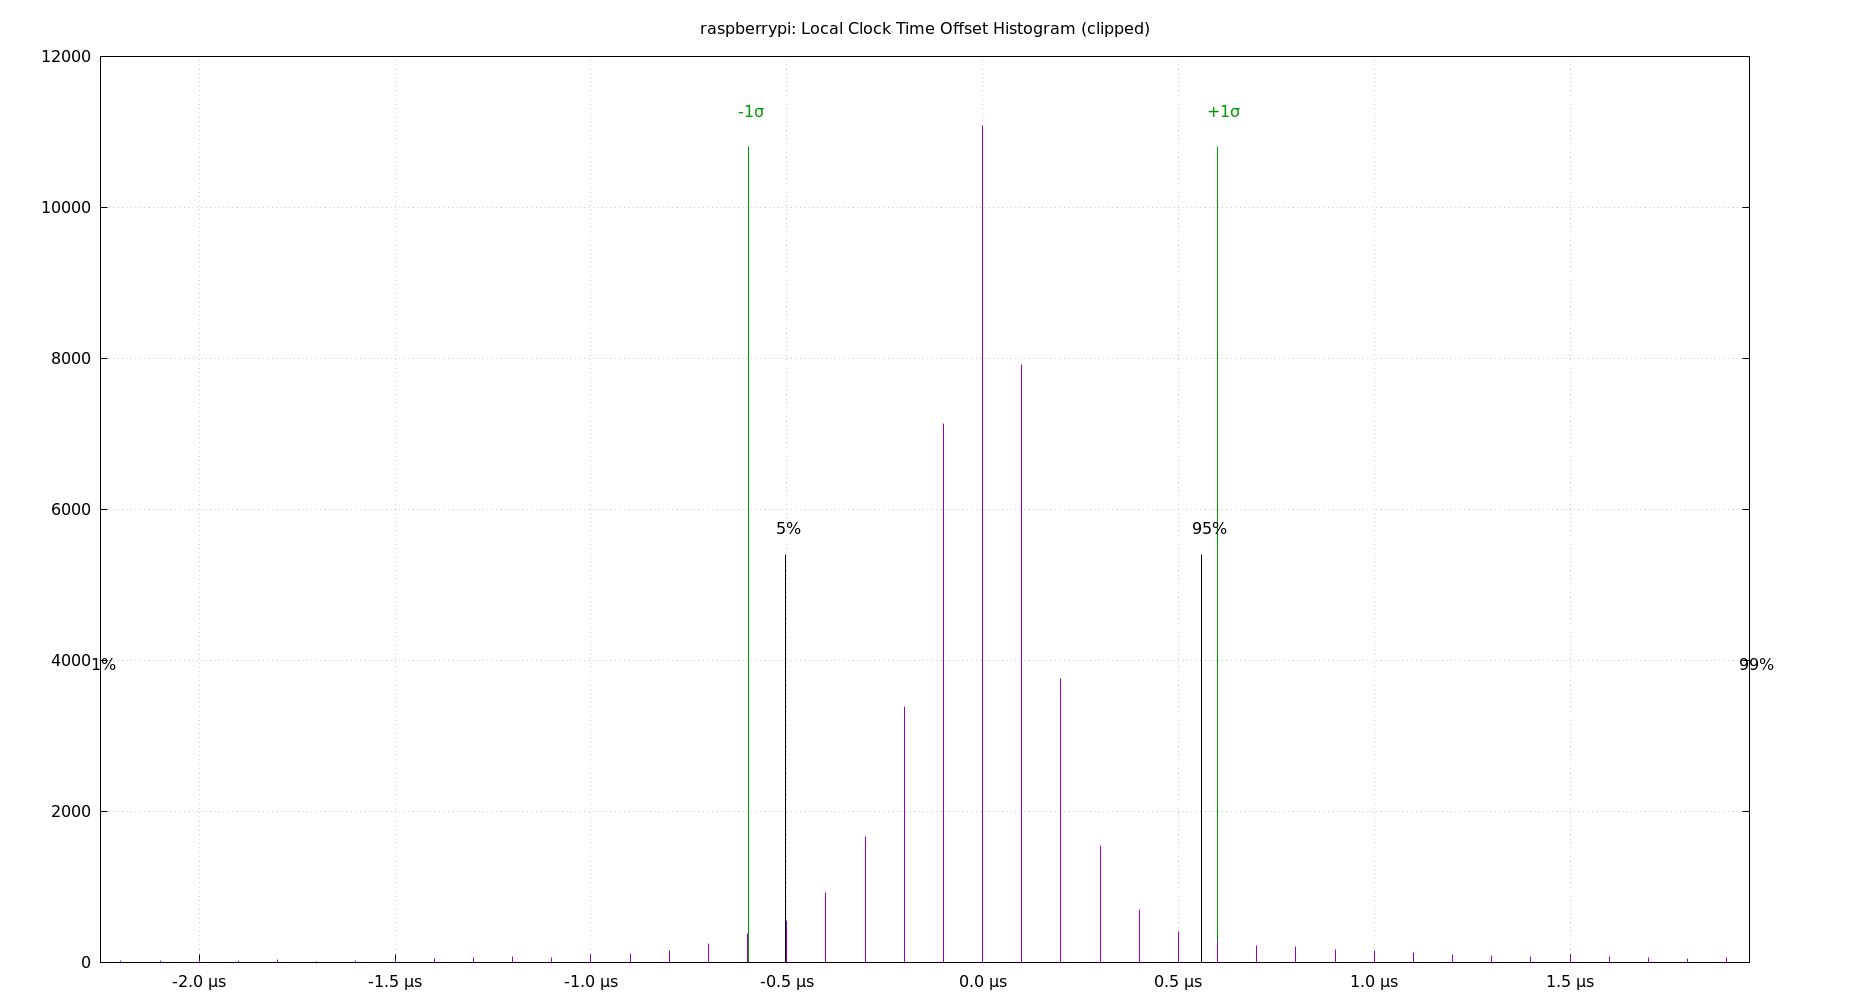 raspberrypi: Local Clock Time Offset Histogram (clipped)
12000
-1σ
+1σ
10000
8000
6000
5%
95%
4000
1%
99%
2000
0
-2.0 µs
-1.5 µs
-1.0 µs
-0.5 µs
0.0 µs
0.5 µs
1.0 µs
1.5 µs